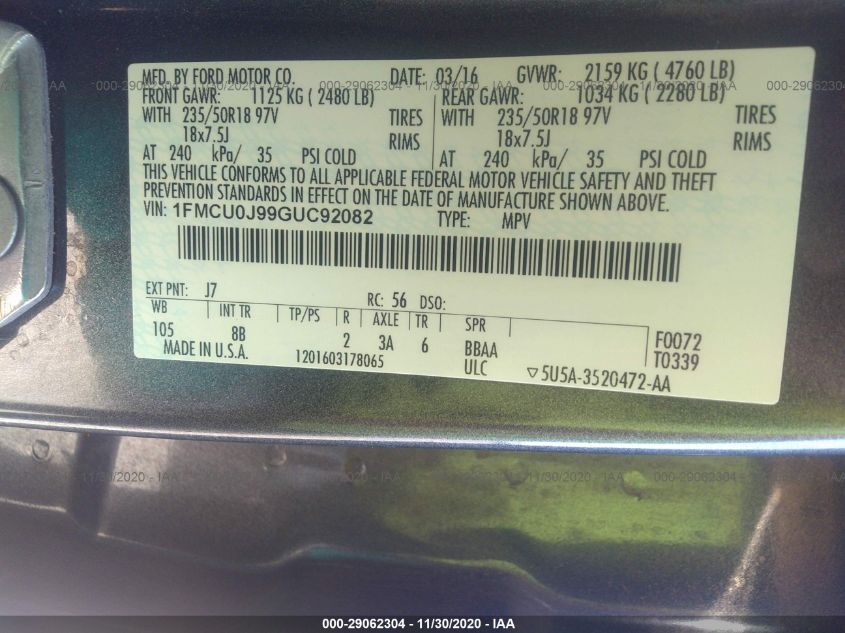 MFD. BY FORD MOTOR CO. DATE: 03/16 GVWR: 2159 KG ( 4760 LB)
FRONT GAWR: 1125 KG ( 2480 LB) REAR GAWR: 1034 KG ( 2280 LB)
WITH 235/50R18 97V TIRES WITH 235/50R18 97V TIRES
18x7.5J RIMS 18x7.5J RIMS
AT 240 kPa/ 35 PSI COLD AT 240 kPa/ 35 PSI COLD
THIS VEHICLE CONFORMS TO ALL APPLICABLE FEDERAL MOTOR VEHICLE SAFETY AND THEFT
PREVENTION STANDARDS IN EFFECT ON THE DATE OF MANUFACTURE SHOWN ABOVE.
VIN: 1FMCU0J99GUC92082 TYPE: MPV
EXT PNT: J7 RC: 56 DSO:
WB INT TR TP/PS R AXLE TR SPR
105 8B 2 3A 6 BBAA F0072
MADE IN U.S.A. 1201603178065 ULC T0339
▽5U5A-3520472-AA
000-29062304 - 11/30/2020 - IAA